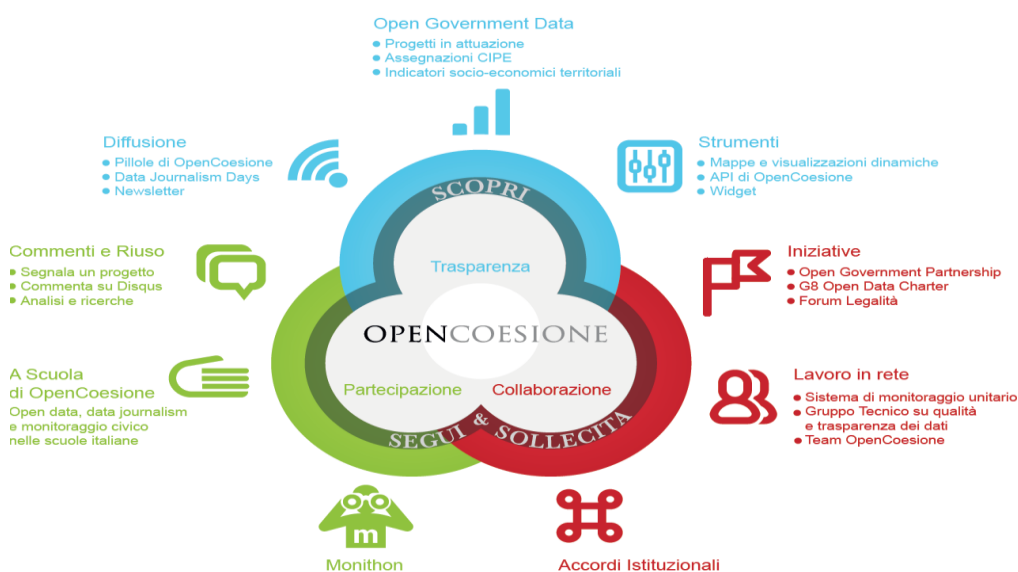 Open Government Data
• Progetti in attuazione
• Assegnazioni CIPE
• Indicatori socio-economici territoriali
Diffusione
• Pillole di OpenCoesione
• Data Journalism Days
• Newsletter
Strumenti
• Mappe e visualizzazioni dinamiche
• API di OpenCoesione
• Widget
SCOPRI
Trasparenza
Commenti e Riuso
• Segnala un progetto
• Commenta su Disqus
• Analisi e ricerche
Iniziative
• Open Government Partnership
• G8 Open Data Charter
• Forum Legalità
OPENCOESIONE
Partecipazione
Collaborazione
SEGUI & SOLLECITA
A Scuola
di OpenCoesione
Open data, data journalism
e monitoraggio civico
nelle scuole italiane
Lavoro in rete
• Sistema di monitoraggio unitario
• Gruppo Tecnico su qualità
e trasparenza dei dati
• Team OpenCoesione
m
Monithon
Accordi Istituzionali